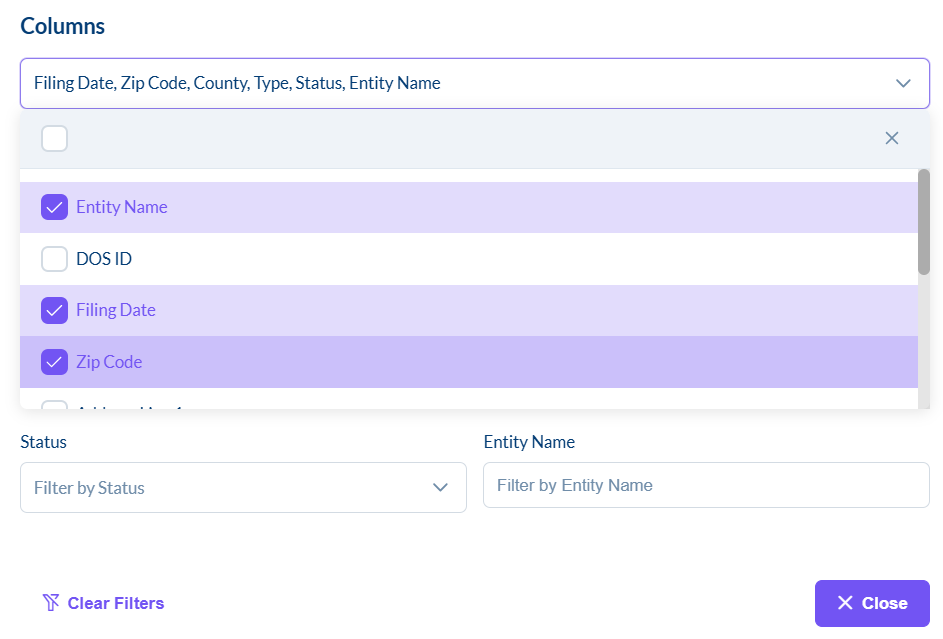 Columns
Filing Date, Zip Code, County, Type, Status, Entity Name
Entity Name
DOS ID
Filing Date
Zip Code
Status
Entity Name
Filter by Status
Filter by Entity Name
Clear Filters
Close